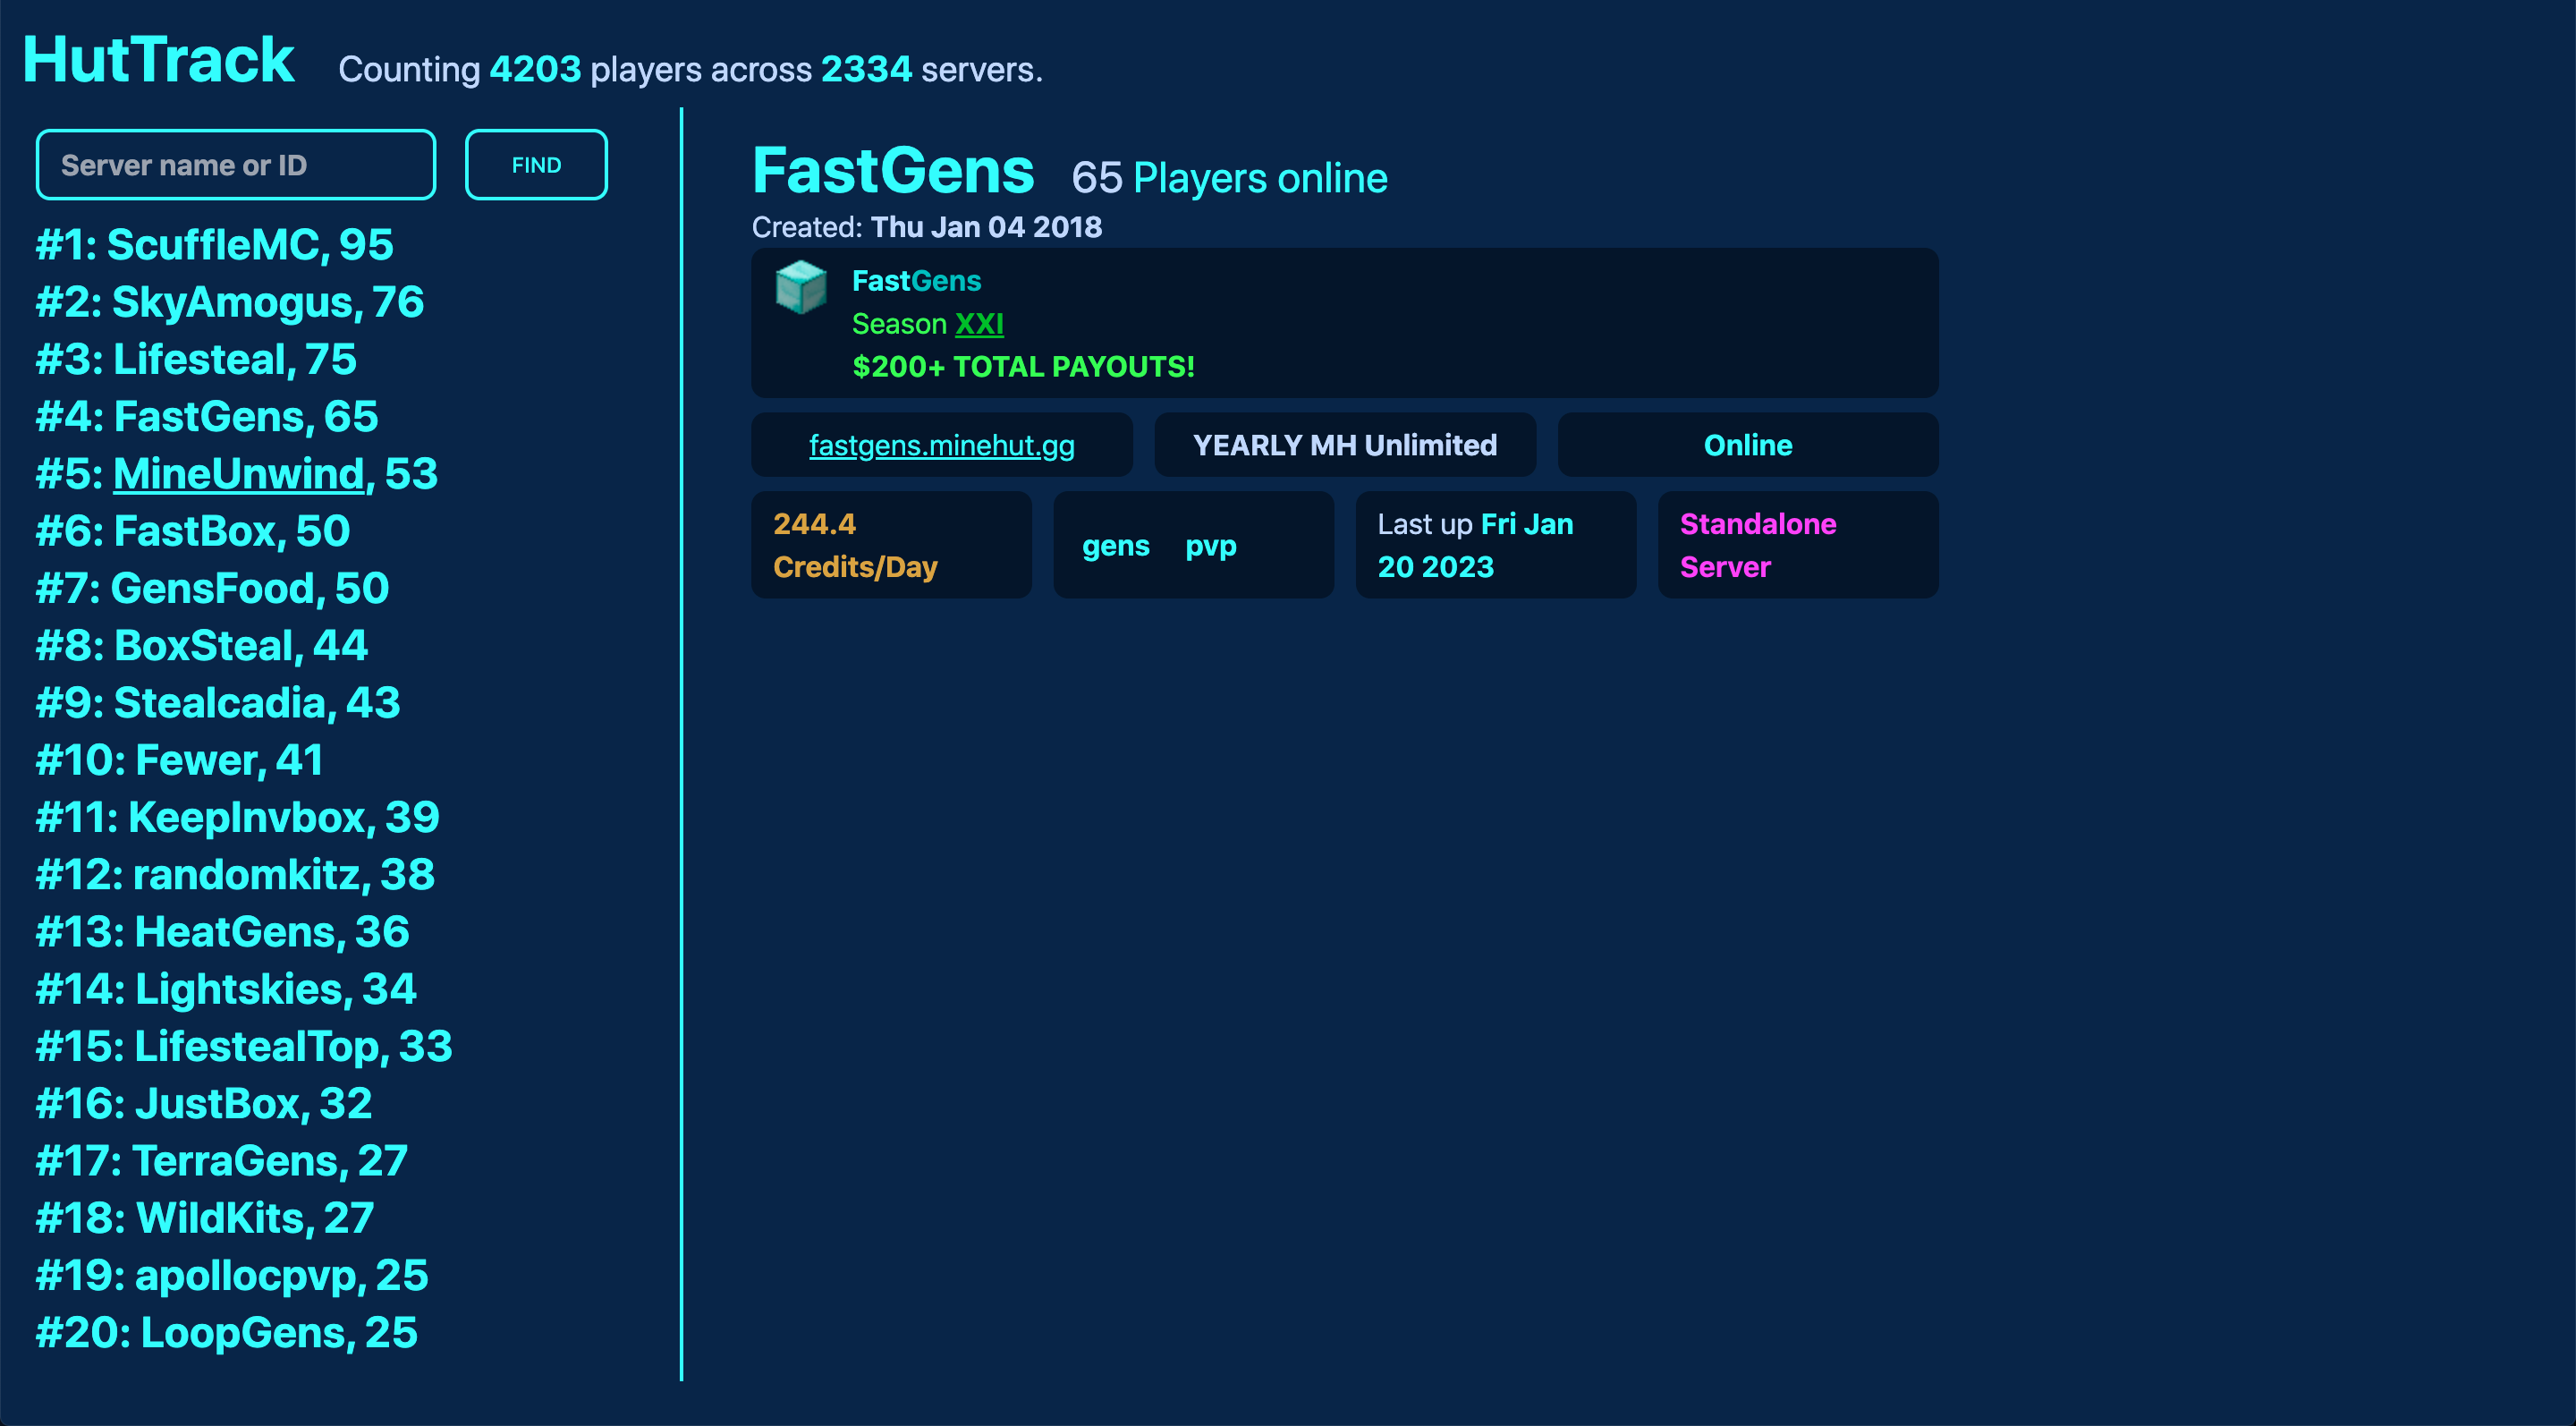 HutTrack Counting 4203 players across 2334 servers.
Server name or ID FIND
#1: ScuffleMC, 95
#2: SkyAmogus, 76
#3: Lifesteal, 75
#4: FastGens, 65
#5: MineUnwind, 53
#6: FastBox, 50
#7: GensFood, 50
#8: BoxSteal, 44
#9: Stealcadia, 43
#10: Fewer, 41
#11: KeepInvbox, 39
#12: randomkitz, 38
#13: HeatGens, 36
#14: Lightskies, 34
#15: LifestealTop, 33
#16: JustBox, 32
#17: TerraGens, 27
#18: WildKits, 27
#19: apollocpvp, 25
#20: LoopGens, 25
FastGens 65 Players online
Created: Thu Jan 04 2018
FastGens
Season XXI
$200+ TOTAL PAYOUTS!
fastgens.minehut.gg YEARLY MH Unlimited Online
244.4
Credits/Day
gens pvp
Last up Fri Jan
20 2023
Standalone
Server